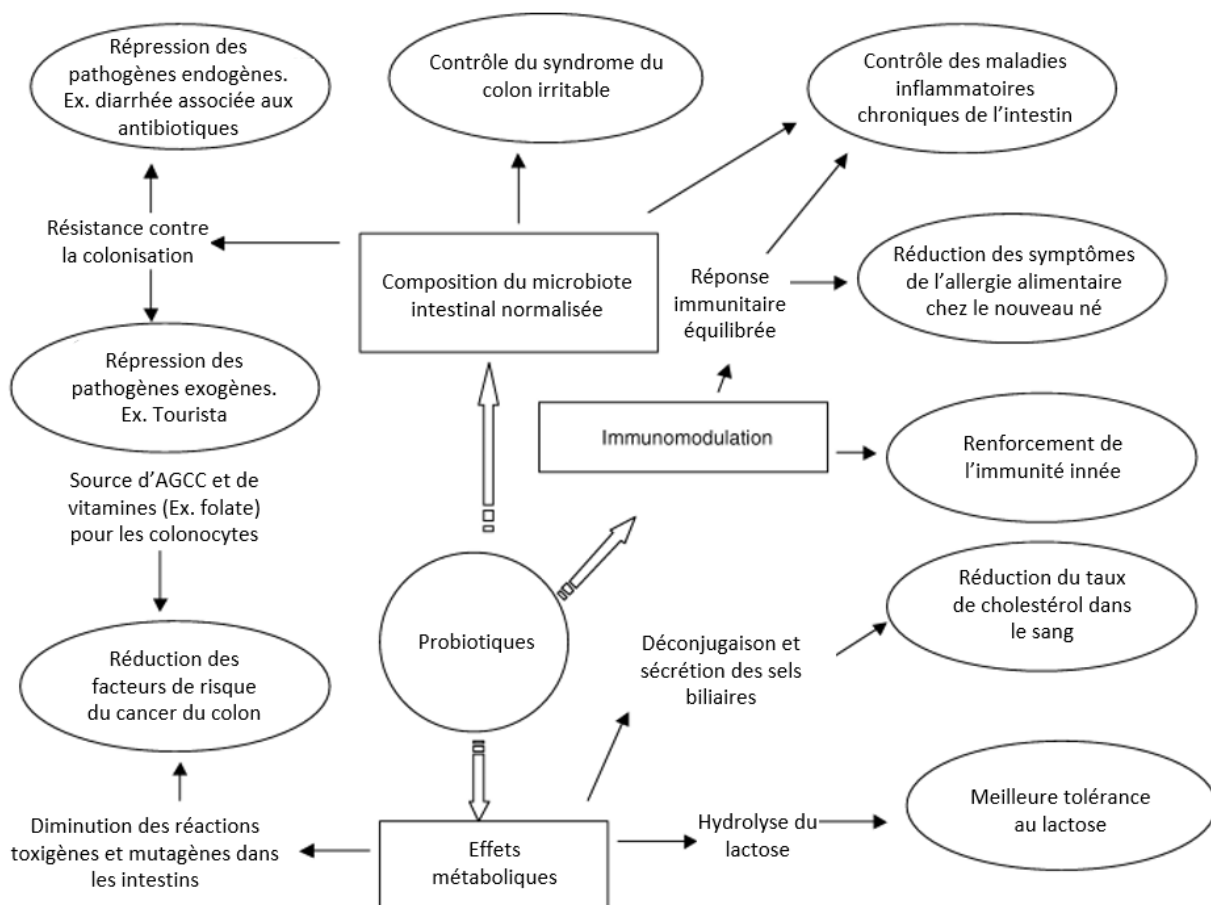 Répression des
pathogènes endogènes.
Ex. diarrhée associée aux
antibiotiques
Contrôle du syndrome du
colon irritable
Contrôle des maladies
inflammatoires
chroniques de l'intestin
Résistance contre
la colonisation
Composition du microbiote
intestinal normalisée
Réponse
immunitaire
équilibrée
Réduction des symptômes
de l'allergie alimentaire
chez le nouveau né
Répression des
pathogènes exogènes.
Ex. Tourista
Immunomodulation
Renforcement de
l'immunité innée
Source d'AGCC et de
vitamines (Ex. folate)
pour les colonocytes
Probiotiques
Déconjugaison et
sécrétion des sels
biliaires
Réduction du taux
de cholestérol dans
le sang
Réduction des
facteurs de risque
du cancer du colon
Diminution des réactions
toxigènes et mutagènes dans
les intestins
Effets
métaboliques
Hydrolyse du
lactose
Meilleure tolérance
au lactose